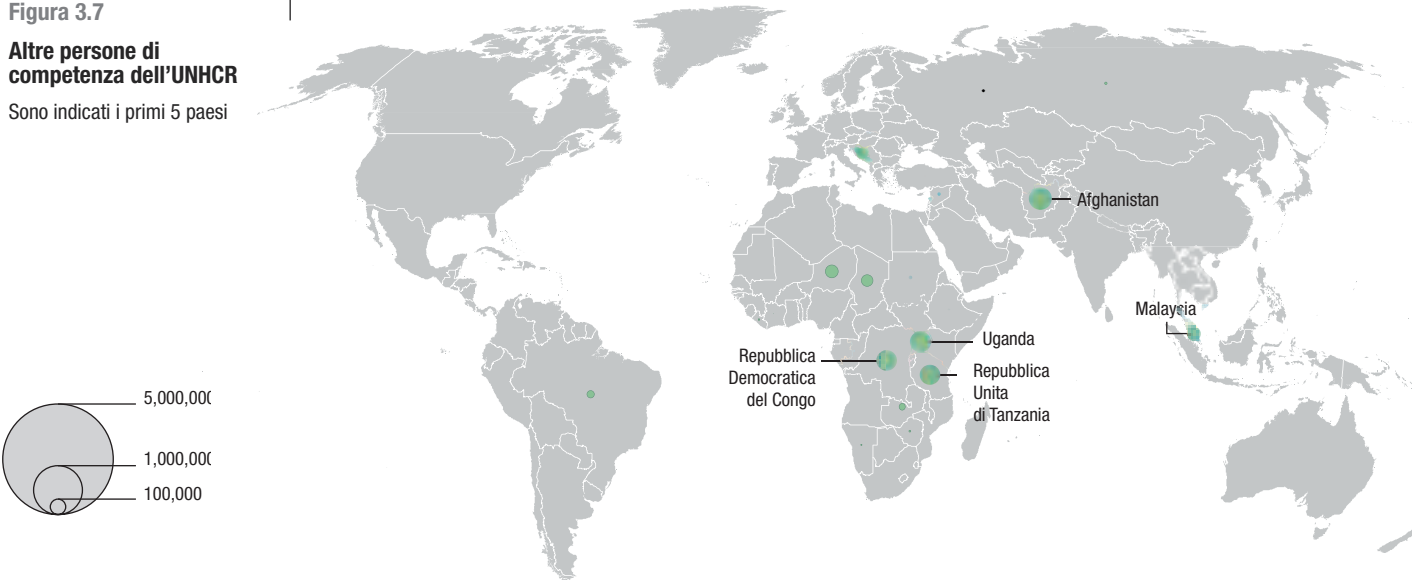 Figura 3.7
Altre persone di
competenza dell'UNHCR
Sono indicati i primi 5 paesi
Afghanistan
Malaysia
Uganda
Repubblica
Democratica
del Congo
Repubblica
Unita
di Tanzania
5,000,000
1,000,000
100,000